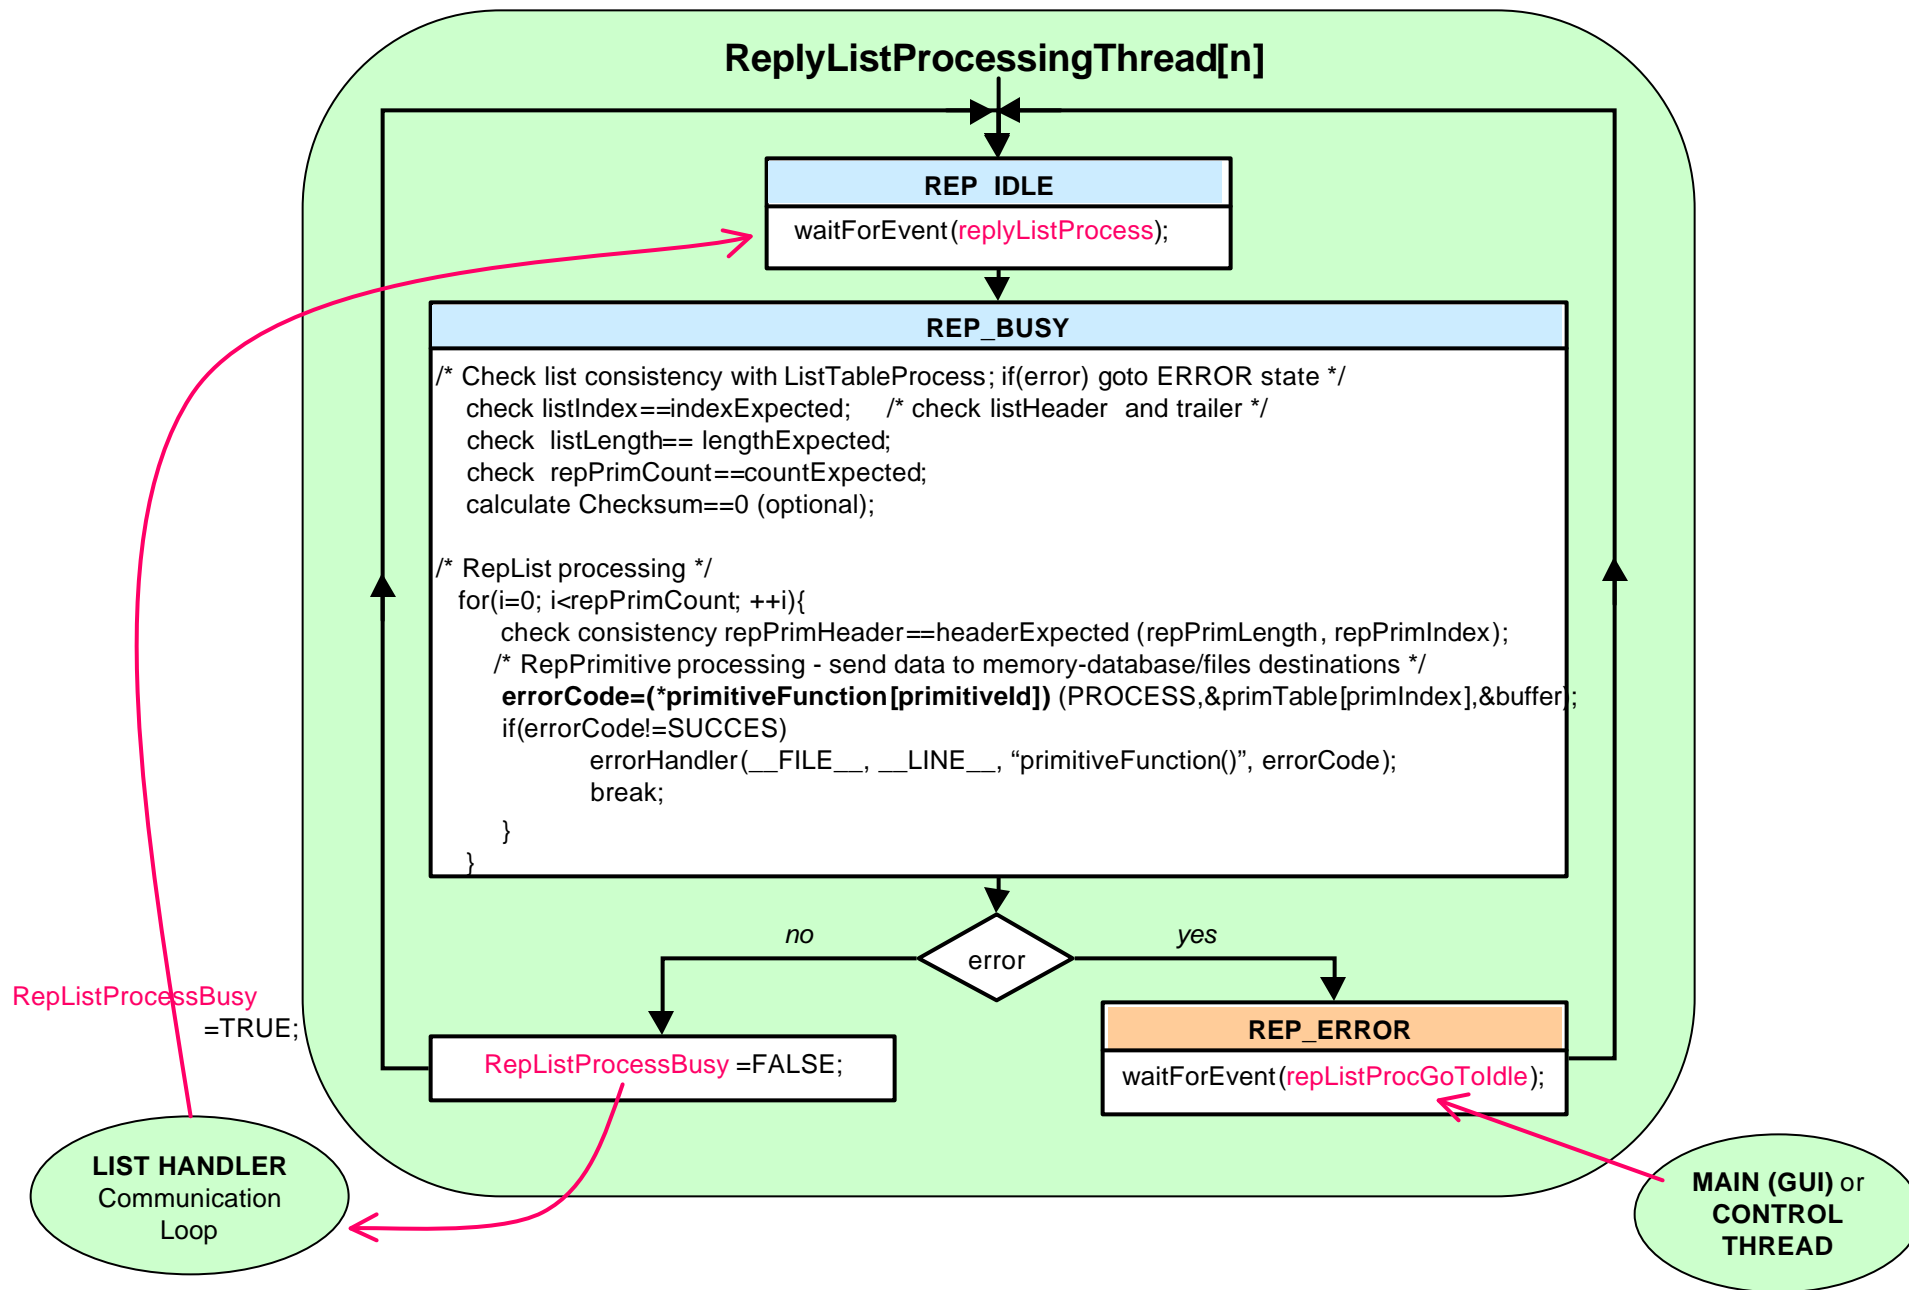 ReplyListProcessingThread[n]
REP_IDLE
waitForEvent(replyListProcess);
REP_BUSY
/* Check list consistency with ListTableProcess; if(error) goto ERROR state */
check listIndex==indexExpected; /* check listHeader and trailer */
check listLength== lengthExpected;
check repPrimCount==countExpected;
calculate Checksum==0 (optional);
/* RepList processing */
for(i=0; i<repPrimCount; ++i){
check consistency repPrimHeader==headerExpected (repPrimLength, repPrimIndex);
/* RepPrimitive processing - send data to memory-database/files destinations */
errorCode=(*primitiveFunction[primitiveId]) (PROCESS,&primTable[primIndex],&buffer);
if(errorCode!=SUCCES)
errorHandler(__FILE__, __LINE__, “primitiveFunction()”, errorCode);
break;
}
}
no
yes
error
RepListProcessBusy
=TRUE;
REP_ERROR
RepListProcessBusy =FALSE;
waitForEvent(repListProcGoToIdle);
LIST HANDLER
Communication
Loop
MAIN (GUI) or
CONTROL
THREAD